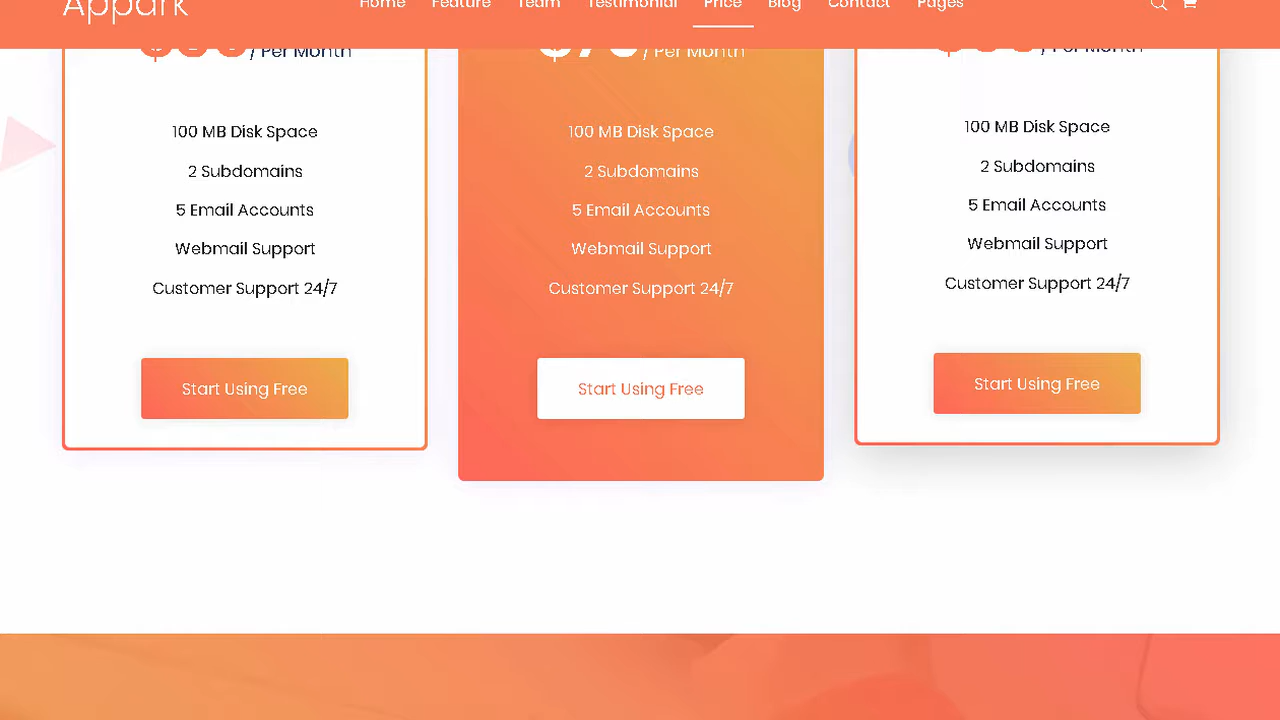 Appark
Home Feature Team Testimonial Price Blog Contact Pages
/ Per Month
100 MB Disk Space
2 Subdomains
5 Email Accounts
Webmail Support
Customer Support 24/7
Start Using Free
/ Per Month
100 MB Disk Space
2 Subdomains
5 Email Accounts
Webmail Support
Customer Support 24/7
Start Using Free
/ Per Month
100 MB Disk Space
2 Subdomains
5 Email Accounts
Webmail Support
Customer Support 24/7
Start Using Free